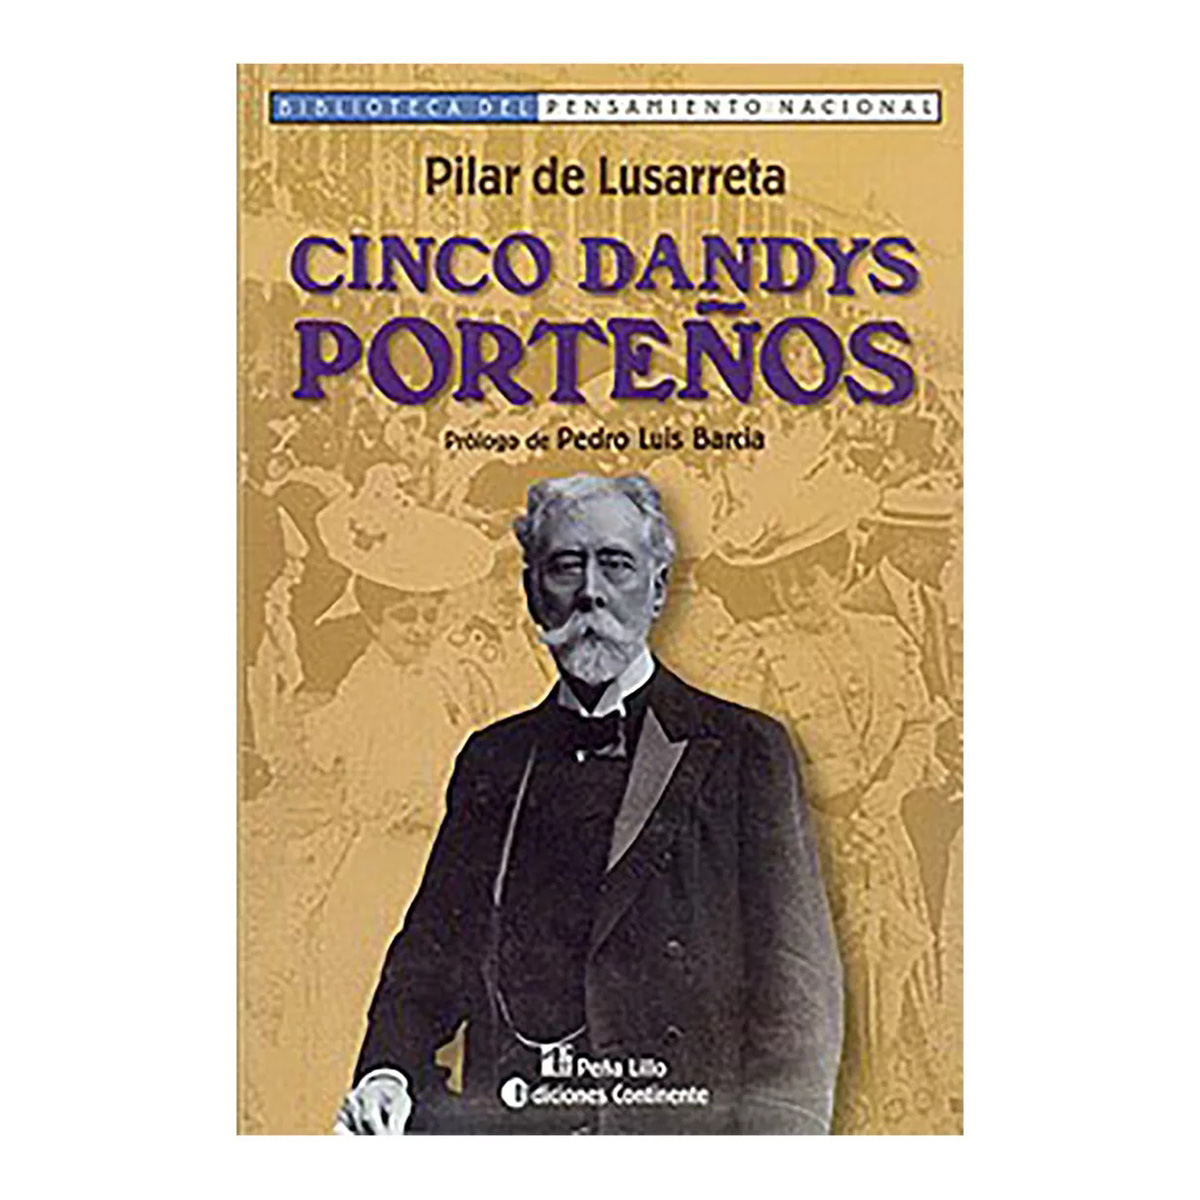 BIBLIOTECA DEL PENSAMIENTO NACIONAL
Pilar de Lusarreta
CINCO DANDYS
PORTEÑOS
Prólogo de Pedro Luis Barcia
Peña Lillo
Ediciones Continente